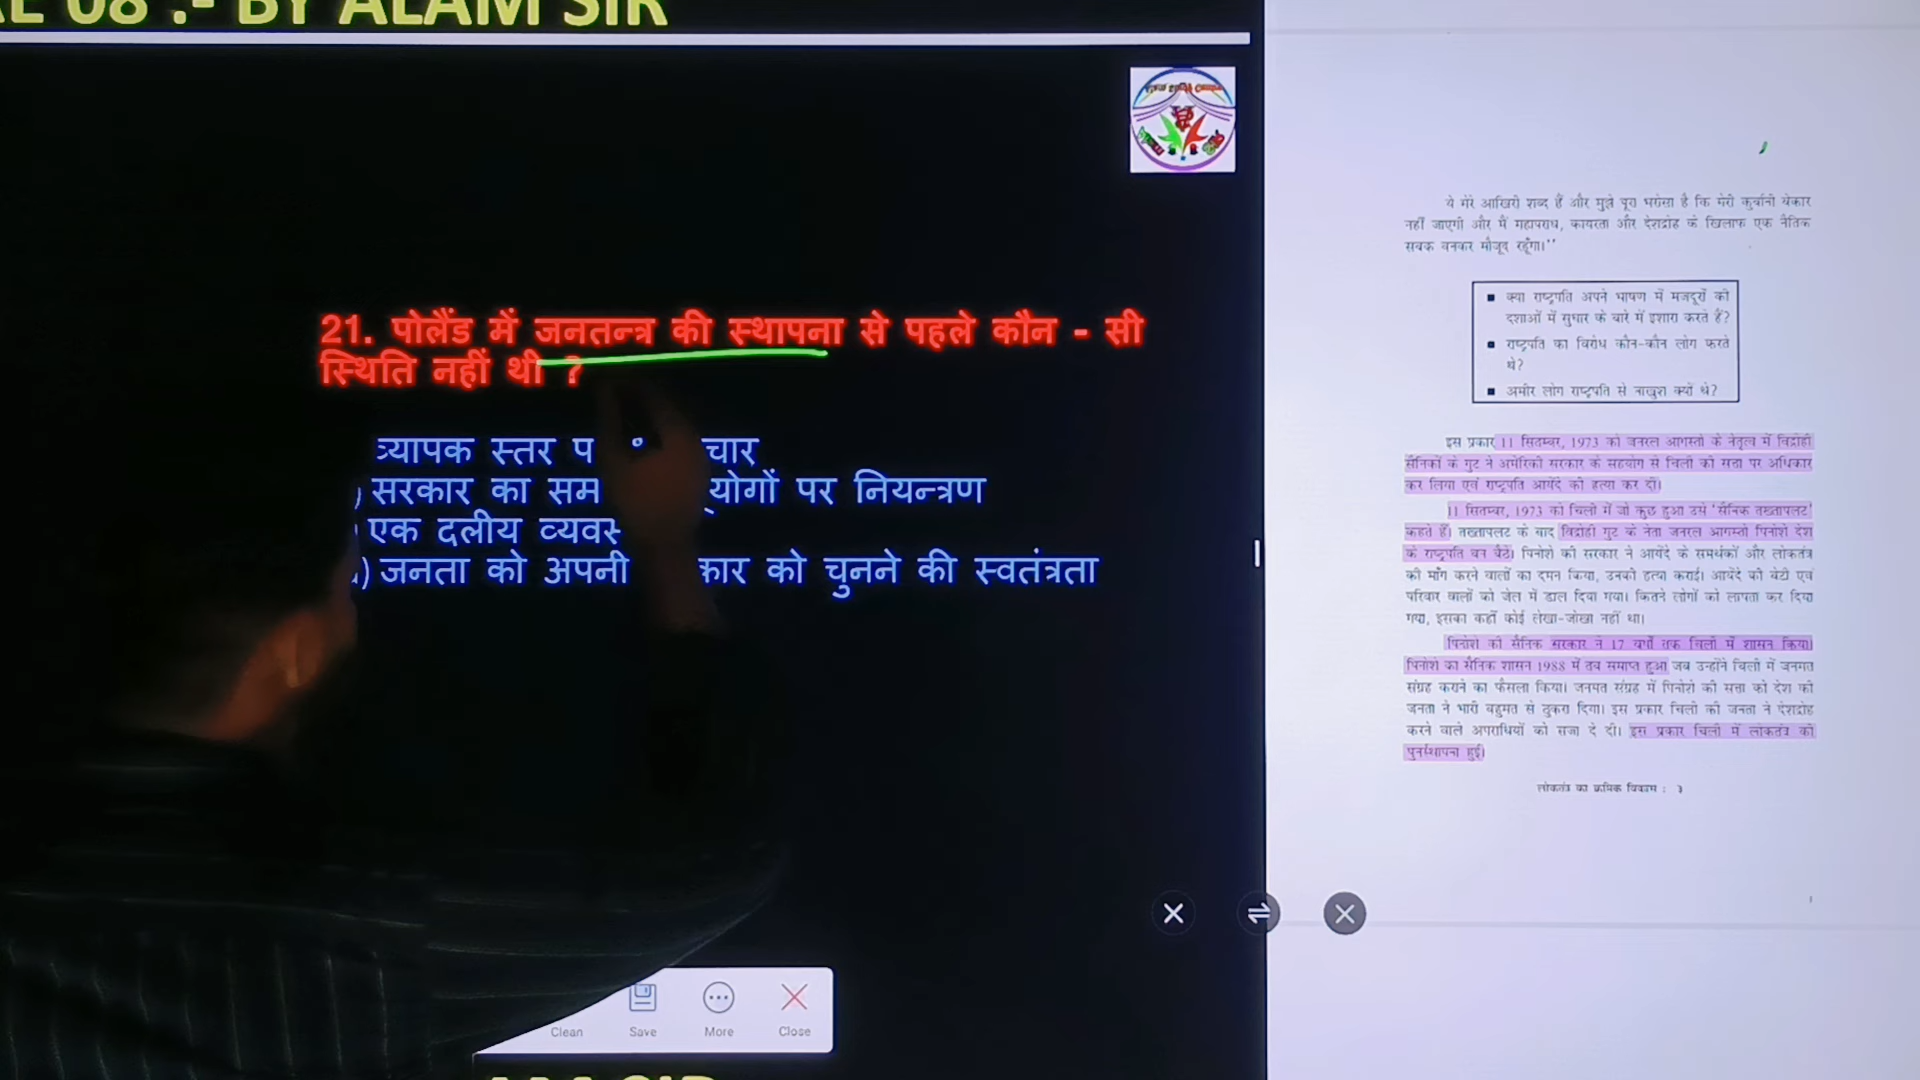 08 :- BY ALAM SIR
21. पोलैंड में जनतन्त्र की स्थापना से पहले कौन - सी
स्थिति नहीं थी ?
व्यापक स्तर चार
) सरकार का योगों पर नियन्त्रण
एक दलीय
) जनता को अपनी को चुनने की स्वतंत्रता
Clean Save More Close
ये मेरे आखिरी शब्द हैं और मुझे पूरा भरोसा है कि मेरी कुर्बानी बेकार
नहीं जाएगी और मैं महापराध, कायरता और देशद्रोह के खिलाफ एक नैतिक
सबक बनकर मौजूद रहूँगा।''
■ क्या राष्ट्रपति अपने भाषण में मजदूरों की
दशाओं में सुधार के बारे में इशारा करते हैं?
■ राष्ट्रपति का विरोध कौन-कौन लोग करते
थे?
■ अमीर लोग राष्ट्रपति से नाखुश क्यों थे?
इस प्रकार 11 सितम्बर, 1973 को जनरल आगस्तो के नेतृत्व में विद्रोही
सैनिकों के गुट ने अमेरिकी सरकार के सहयोग से चिली की सत्ता पर अधिकार
कर लिया एवं राष्ट्रपति आयेंदे की हत्या कर दी।
11 सितम्बर, 1973 को चिली में जो कुछ हुआ उसे 'सैनिक तख्तापलट'
कहते हैं। तख्तापलट के बाद विद्रोही गुट के नेता जनरल आगस्तो पिनोशे देश
के राष्ट्रपति बन बैठे। पिनोशे की सरकार ने आयेंदे के समर्थकों और लोकतंत्र
की माँग करने वालों का दमन किया, उनकी हत्या कराई। आयेंदे की बेटी एवं
परिवार वालों को जेल में डाल दिया गया। कितने लोगों को लापता कर दिया
गया, इसका कहीं कोई लेखा-जोखा नहीं था।
पिनोशे की सैनिक सरकार ने 17 वर्षों तक चिली में शासन किया।
पिनोशे का सैनिक शासन 1988 में तब समाप्त हुआ जब उन्होंने चिली में जनमत
संग्रह कराने का फैसला किया। जनमत संग्रह में पिनोशे की सत्ता को देश की
जनता ने भारी बहुमत से ठुकरा दिया। इस प्रकार चिली की जनता ने देशद्रोह
करने वाले अपराधियों को सजा दे दी। इस प्रकार चिली में लोकतंत्र की
पुनर्स्थापना हुई।
लोकतंत्र का क्रमिक विकास : 3